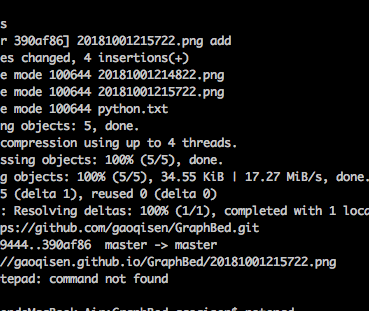 s
r 390af86] 20181001215722.png add
es changed, 4 insertions(+)
e mode 100644 20181001214822.png
e mode 100644 20181001215722.png
e mode 100644 python.txt
ng objects: 5, done.
compression using up to 4 threads.
ssing objects: 100% (5/5), done.
g objects: 100% (5/5), 34.55 KiB | 17.27 MiB/s, done.
5 (delta 1), reused 0 (delta 0)
: Resolving deltas: 100% (1/1), completed with 1 loca
ps://github.com/gaoqisen/GraphBed.git
9444..390af86  master -> master
//gaoqisen.github.io/GraphBed/20181001215722.png
tepad: command not found